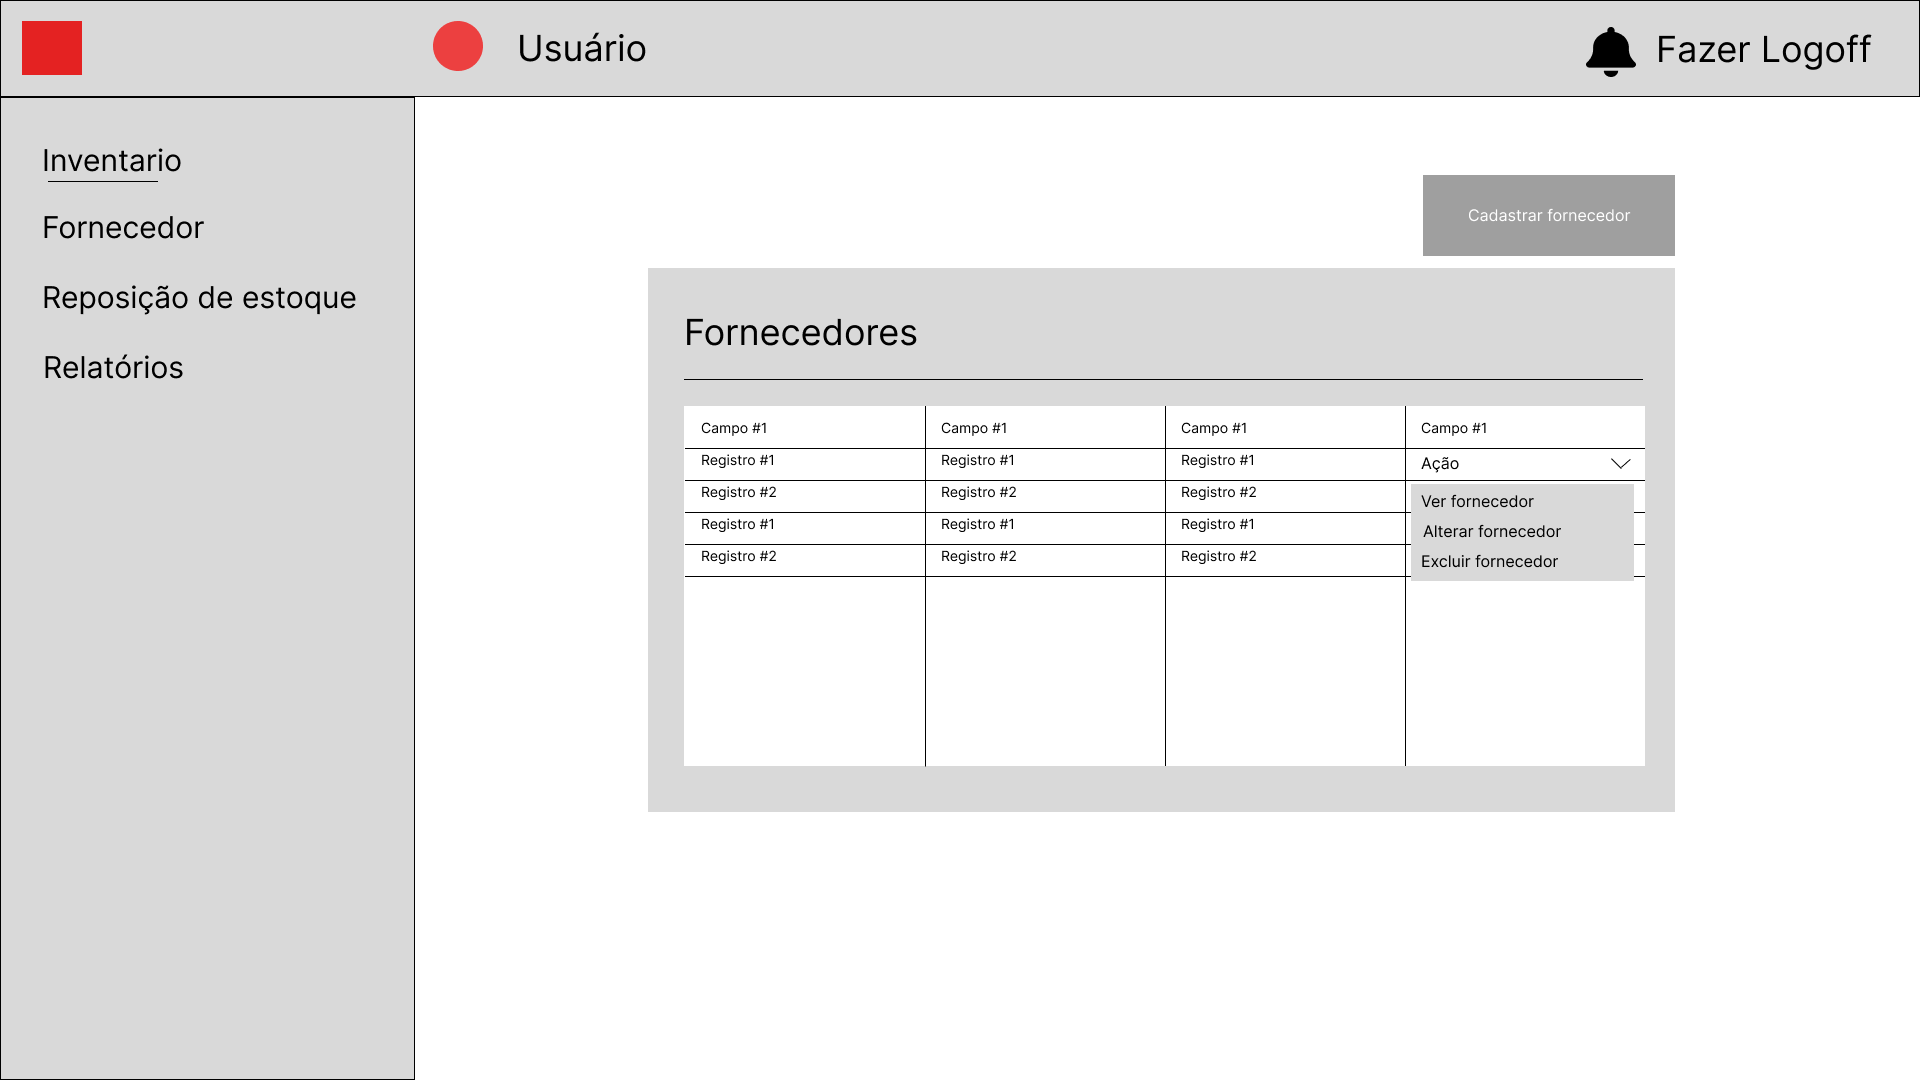 Usuário
Fazer Logoff
Inventario
Fornecedor
Reposição de estoque
Relatórios
Cadastrar fornecedor
Fornecedores
Campo #1 Campo #1 Campo #1 Campo #1
Registro #1 Registro #1 Registro #1 Ação
Registro #2 Registro #2 Registro #2
Registro #1 Registro #1 Registro #1
Registro #2 Registro #2 Registro #2
Ver fornecedor
Alterar fornecedor
Excluir fornecedor